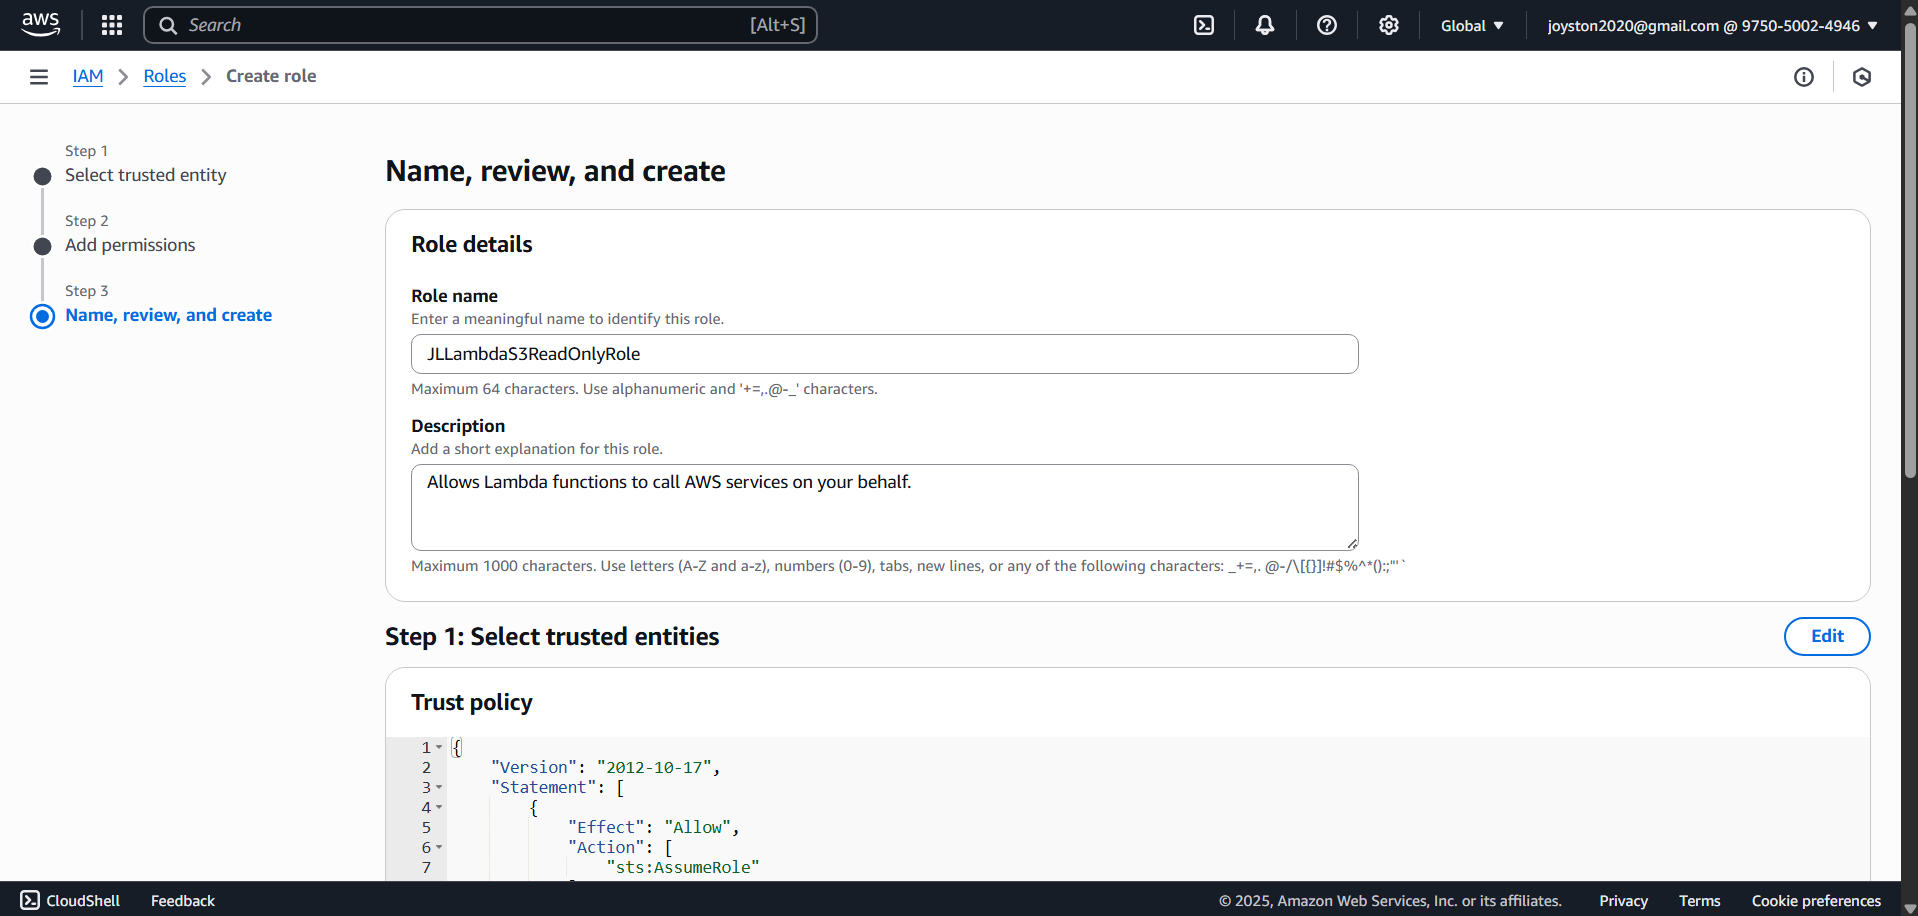 aws
Search
[Alt+S]
Global
joyston2020@gmail.com @ 9750-5002-4946
IAM
Roles
Create role
Step 1
Select trusted entity
Step 2
Add permissions
Step 3
Name, review, and create
Name, review, and create
Role details
Role name
Enter a meaningful name to identify this role.
JLLambdaS3ReadOnlyRole
Maximum 64 characters. Use alphanumeric and '+=,.@-_' characters.
Description
Add a short explanation for this role.
Allows Lambda functions to call AWS services on your behalf.
Maximum 1000 characters. Use letters (A-Z and a-z), numbers (0-9), tabs, new lines, or any of the following characters: _+=,. @-/\[{}]!#$%^*();:"'`
Step 1: Select trusted entities
Edit
Trust policy
1 {
2 "Version": "2012-10-17",
3 "Statement": [
4 {
5 "Effect": "Allow",
6 "Action": [
7 "sts:AssumeRole"
CloudShell
Feedback
© 2025, Amazon Web Services, Inc. or its affiliates.
Privacy
Terms
Cookie preferences